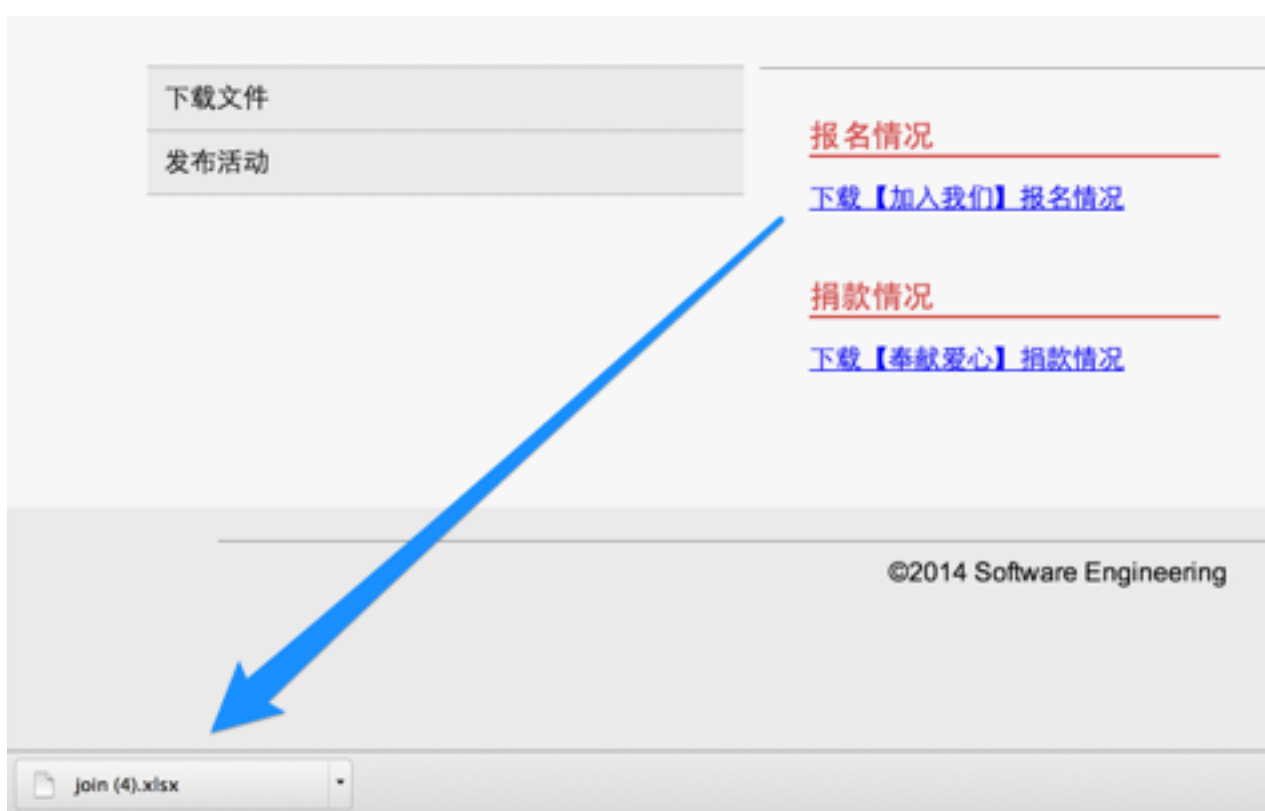 下载文件
发布活动
报名情况
下载【加入我们】报名情况
捐款情况
下载【奉献爱心】捐款情况
©2014 Software Engineering
join (4).xlsx